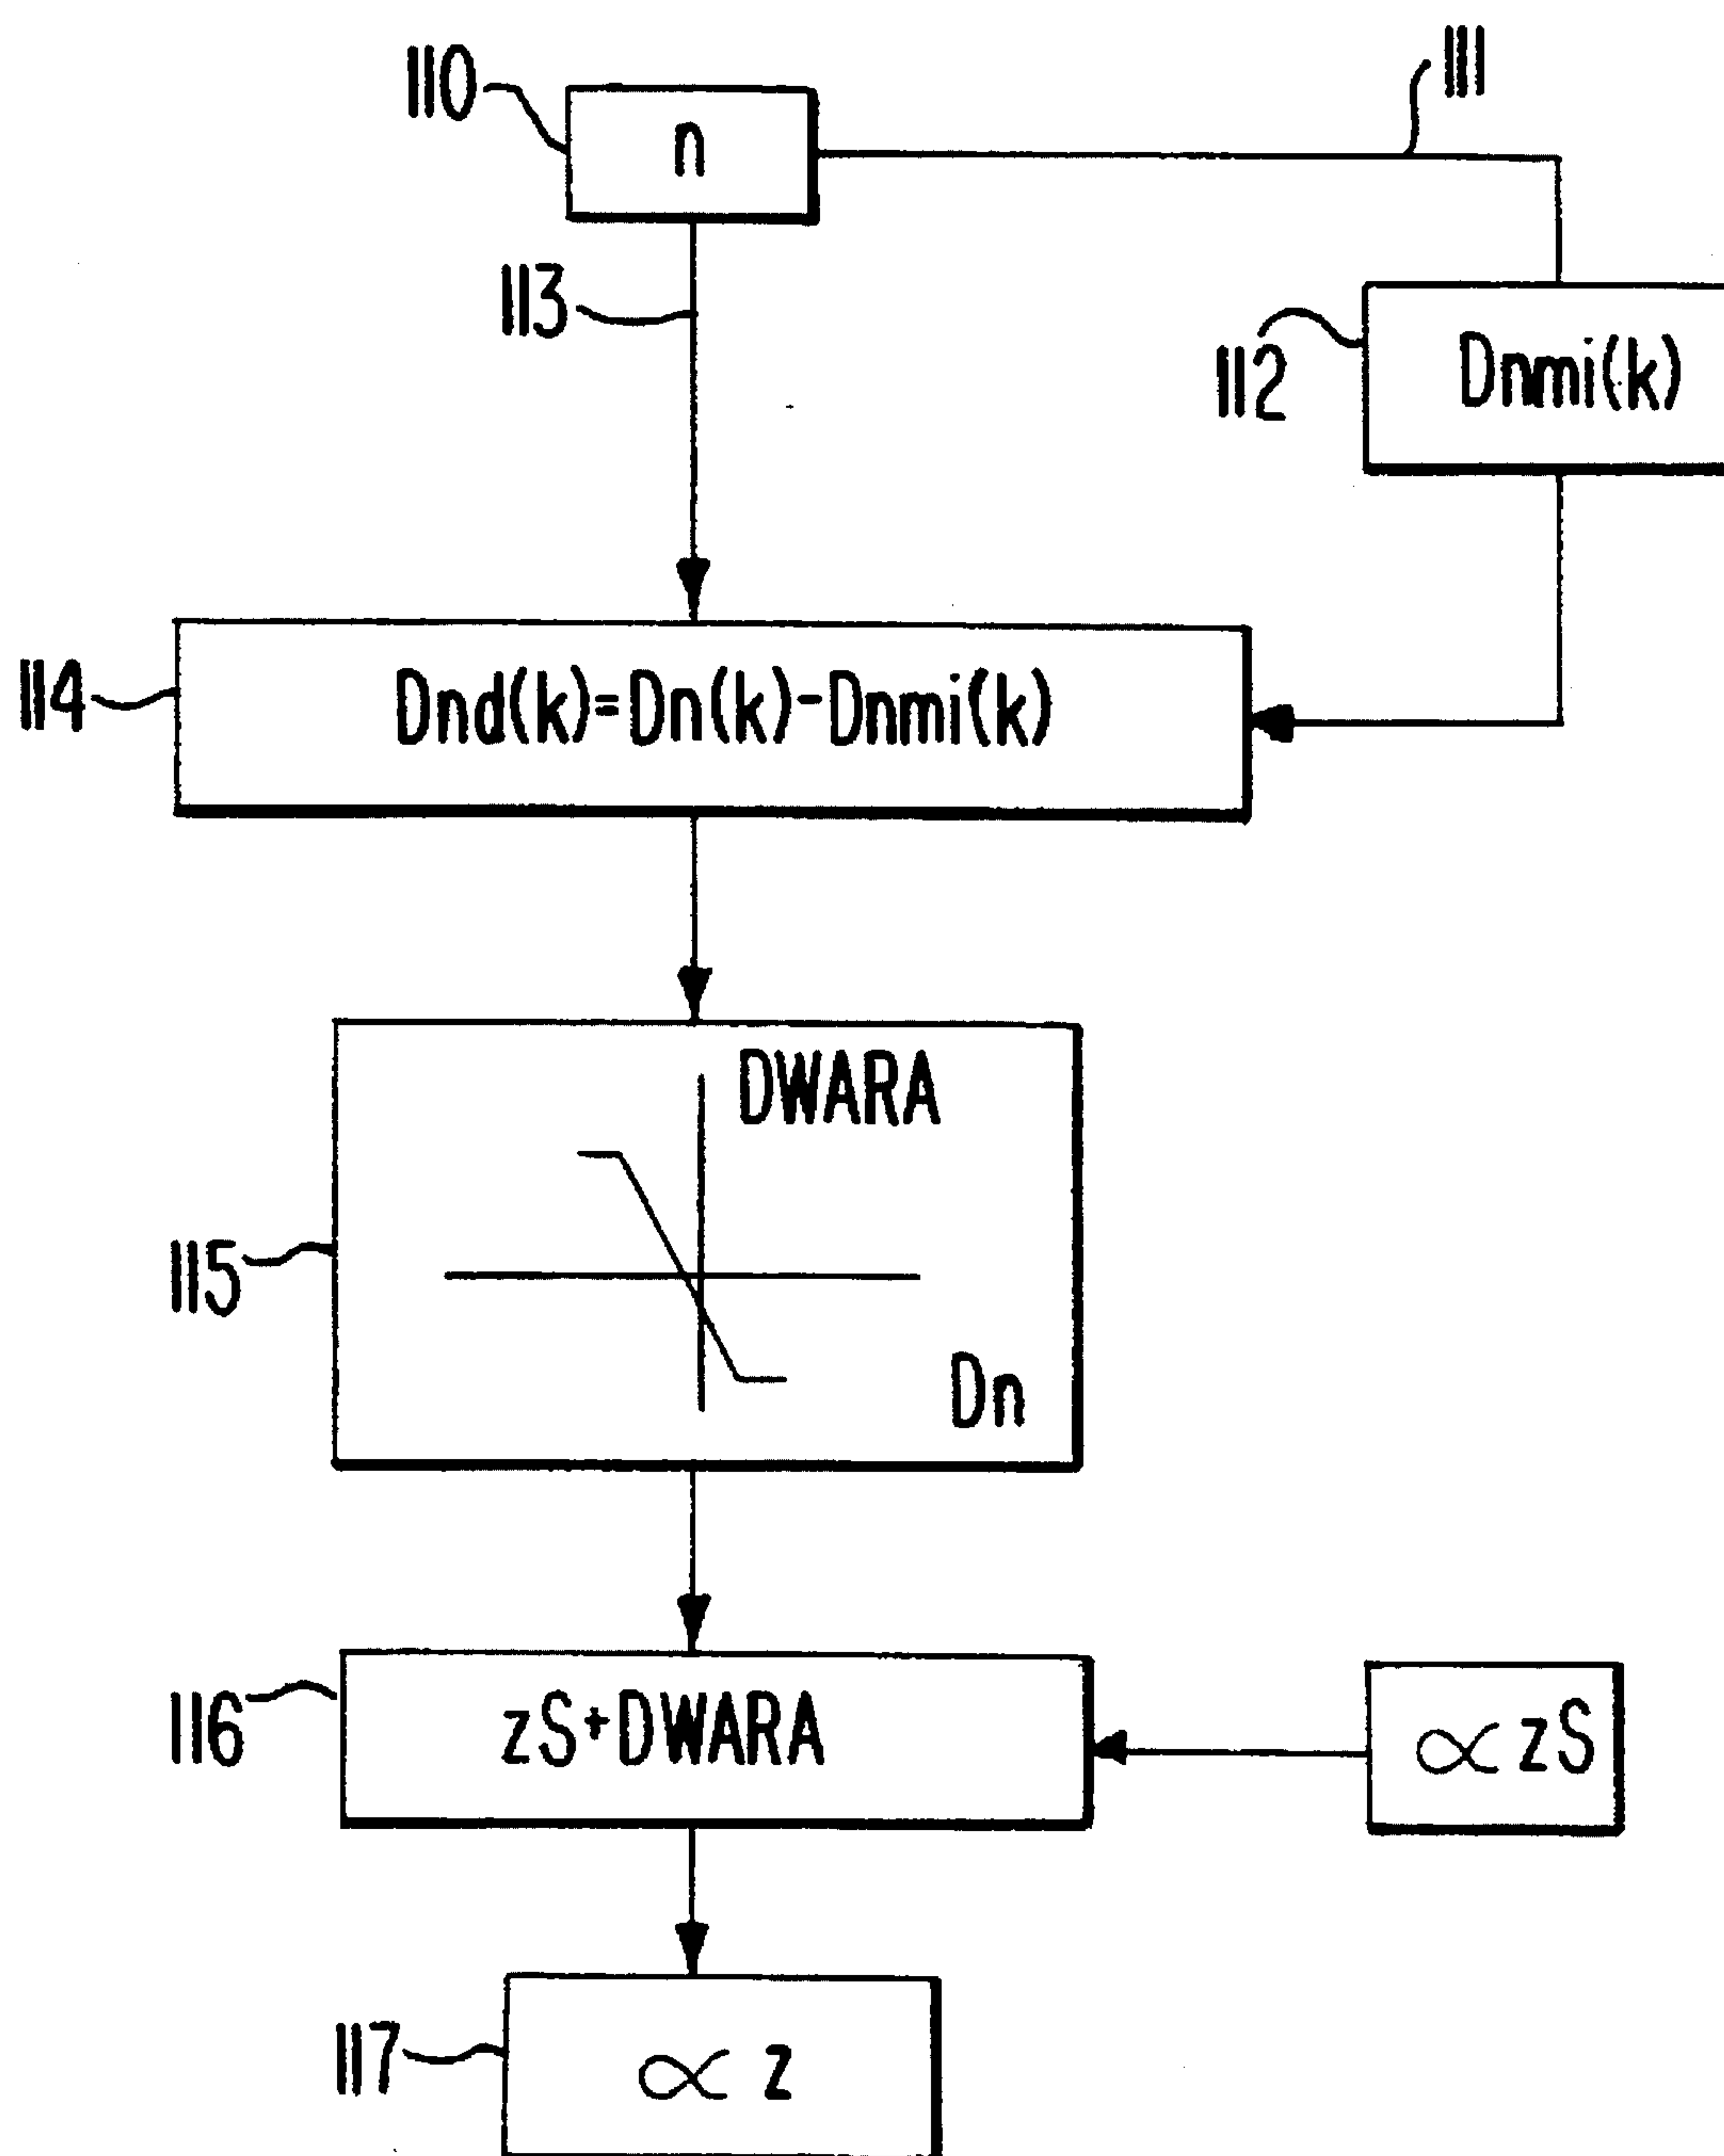 110
n
111
113
112
Dnmi(k)
114
Dnd(k)=Dn(k)-Dnmi(k)
DWARA
115
Dn
116
zS+DWARA
∝ zS
117
∝ z